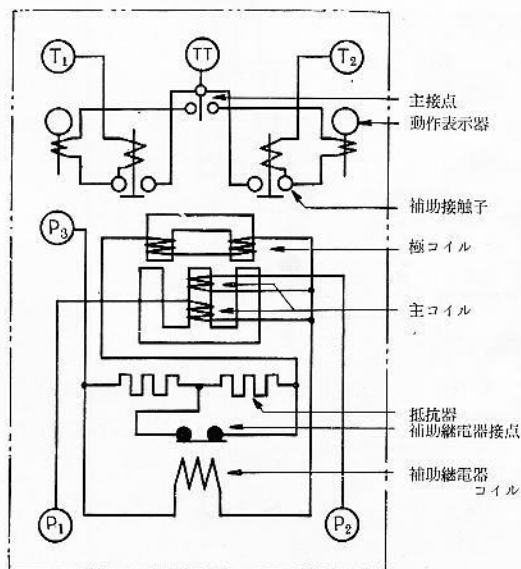 TT
T₁
T₂
主接点
動作表示器
補助接触子
P₃
極コイル
主コイル
抵抗器
補助継電器接点
補助継電器
コイル
P₁
P₂